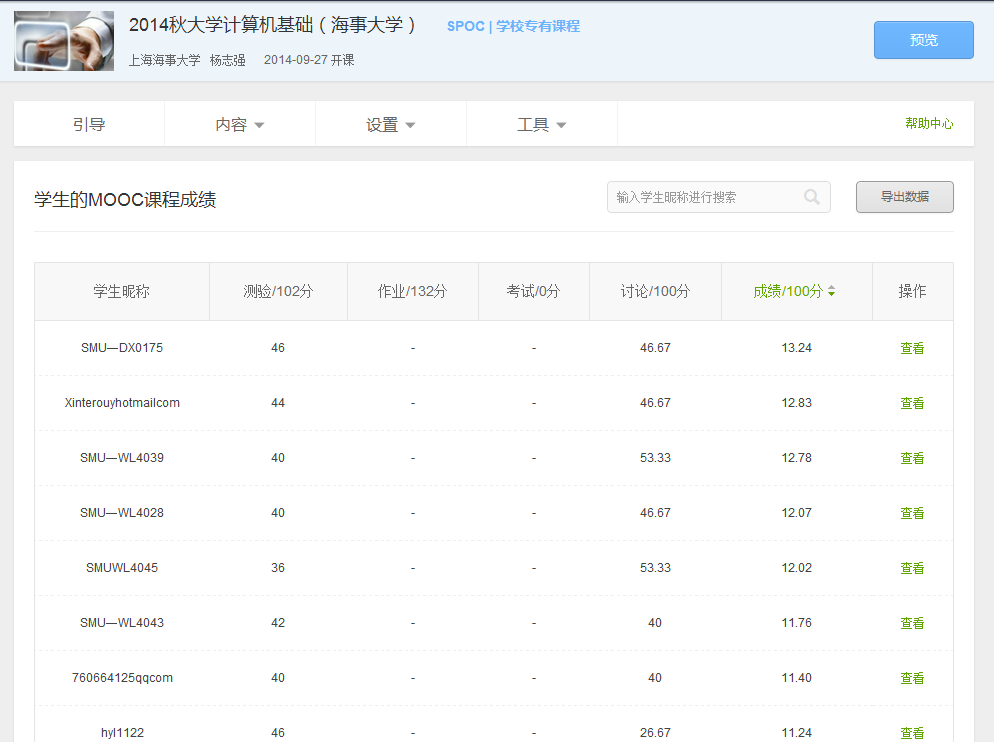 2014秋大学计算机基础（海事大学） SPOC | 学校专有课程
预览
上海海事大学 杨志强 2014-09-27 开课
引导 内容 设置 工具 帮助中心
学生的MOOC课程成绩 输入学生昵称进行搜索 导出数据
学生昵称 测验/102分 作业/132分 考试/0分 讨论/100分 成绩/100分 操作
SMU—DX0175 46 - - 46.67 13.24 查看
Xinterouyhotmailcom 44 - - 46.67 12.83 查看
SMU—WL4039 40 - - 53.33 12.78 查看
SMU—WL4028 40 - - 46.67 12.07 查看
SMUWL4045 36 - - 53.33 12.02 查看
SMU—WL4043 42 - - 40 11.76 查看
760664125qqcom 40 - - 40 11.40 查看
hyl1122 46 - - 26.67 11.24 查看